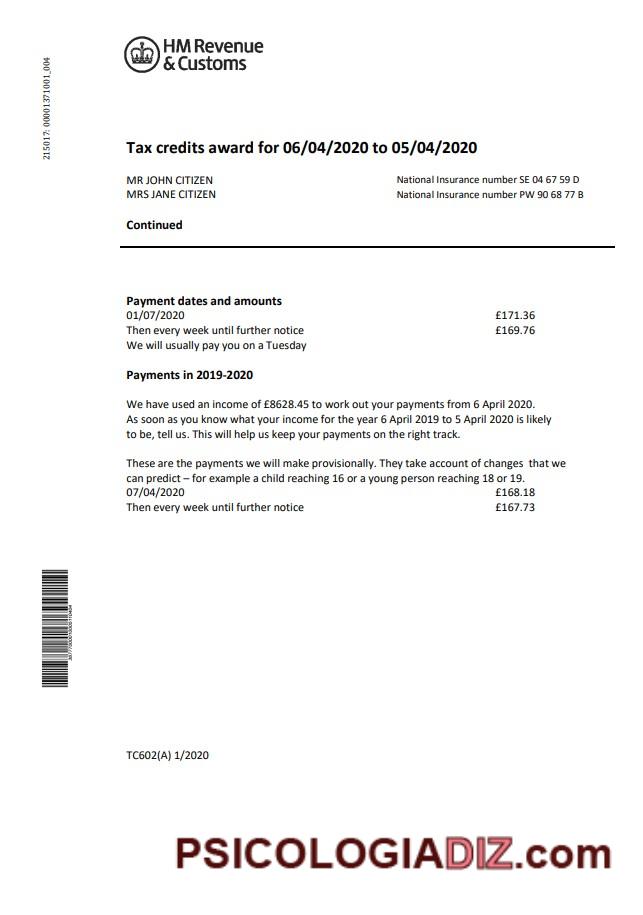 HM Revenue
& Customs
215017: 00001371001_004
Tax credits award for 06/04/2020 to 05/04/2020
MR JOHN CITIZEN National Insurance number SE 04 67 59 D
MRS JANE CITIZEN National Insurance number PW 90 68 77 B
Continued
Payment dates and amounts
01/07/2020 £171.36
Then every week until further notice £169.76
We will usually pay you on a Tuesday
Payments in 2019-2020
We have used an income of £8628.45 to work out your payments from 6 April 2020.
As soon as you know what your income for the year 6 April 2019 to 5 April 2020 is likely
to be, tell us. This will help us keep your payments on the right track.
These are the payments we will make provisionally. They take account of changes that we
can predict – for example a child reaching 16 or a young person reaching 18 or 19.
07/04/2020 £168.18
Then every week until further notice £167.73
TC602(A) 1/2020
PSICOLOGIADIZ.com